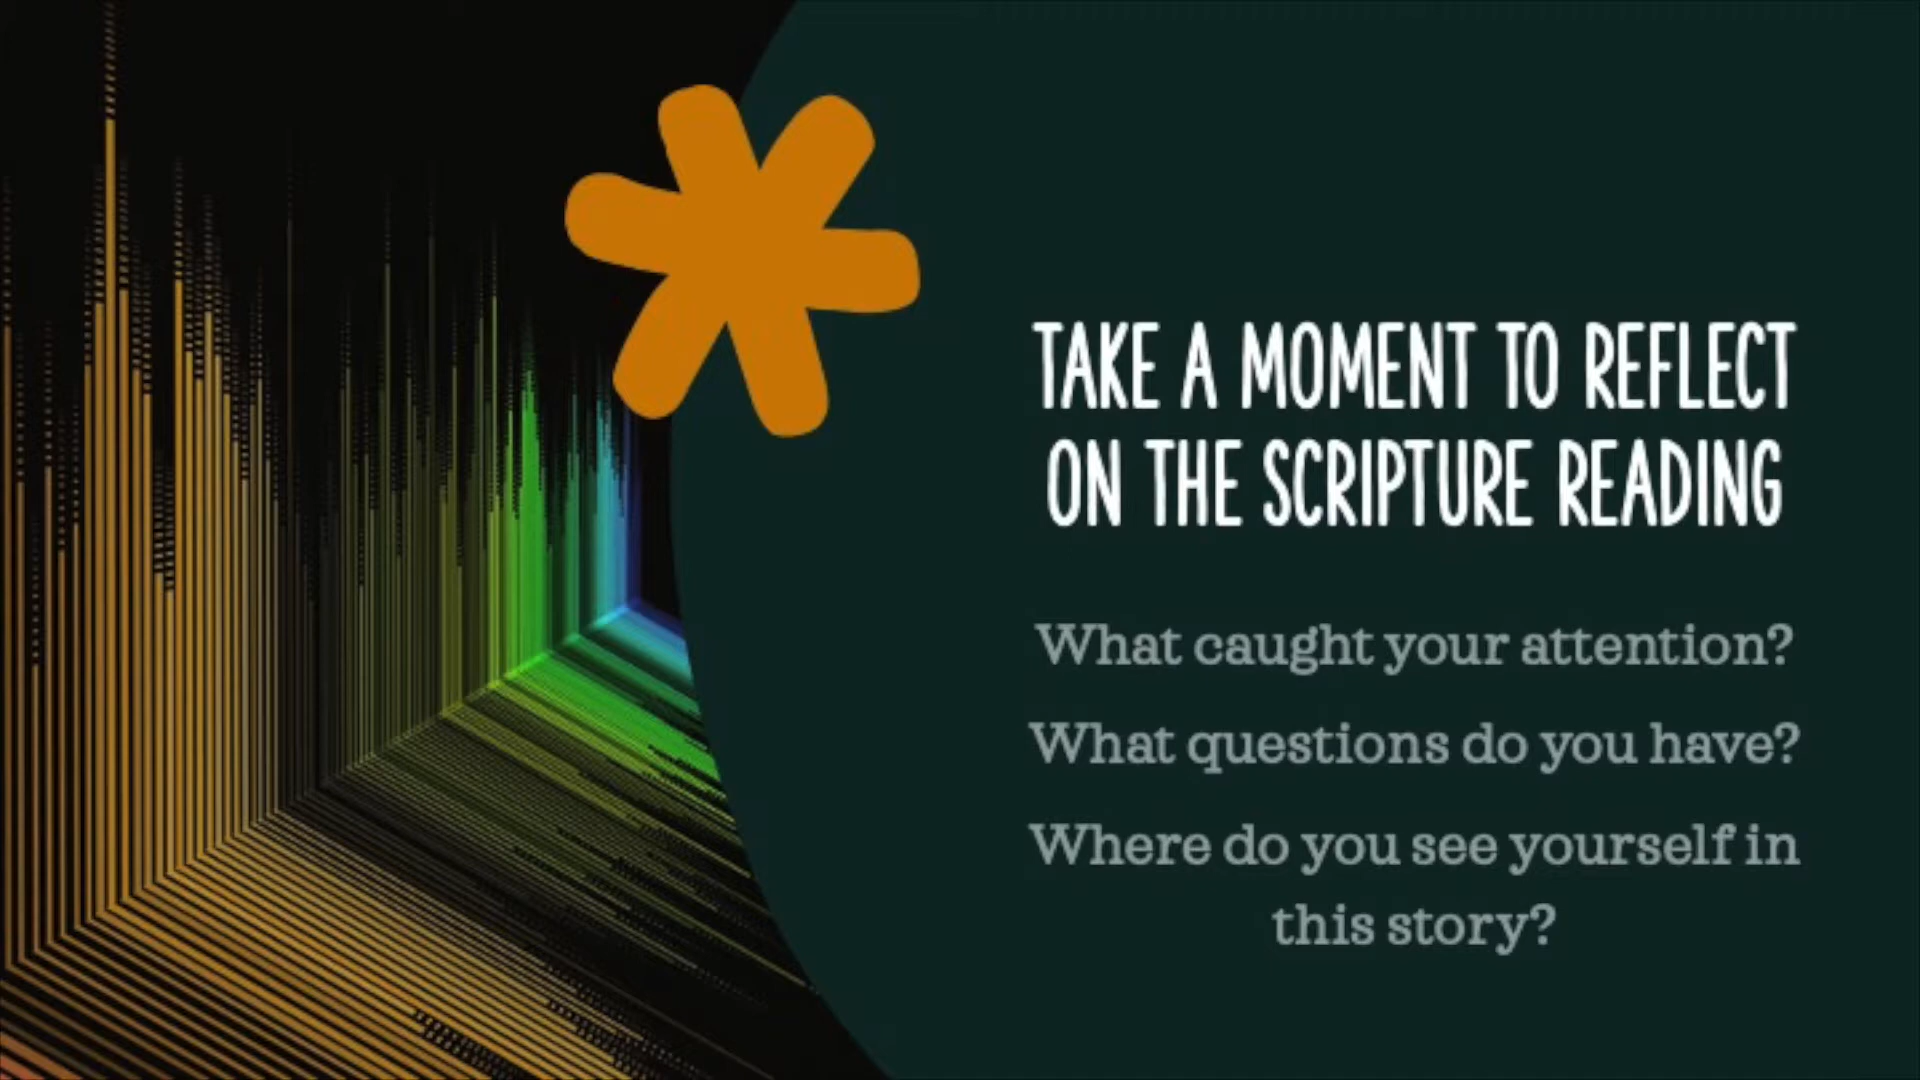 TAKE A MOMENT TO REFLECT
ON THE SCRIPTURE READING
What caught your attention?
What questions do you have?
Where do you see yourself in
this story?